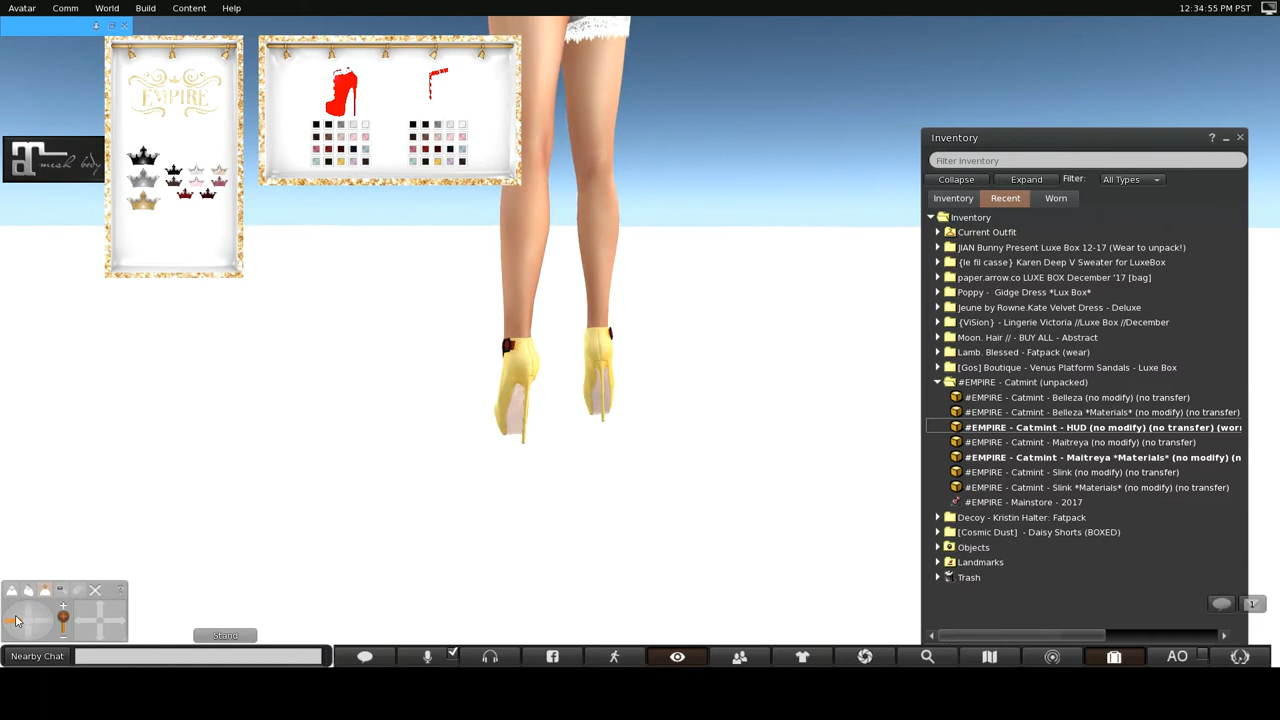 Avatar Comm World Build Content Help
12:34:55 PM PST
EMPIRE
mesh body
Inventory
? _
Filter Inventory
Collapse Expand Filter: All Types
Inventory Recent Worn
Inventory
Current Outfit
JIAN Bunny Present Luxe Box 12-17 (Wear to unpack!)
{le fil casse} Karen Deep V Sweater for LuxeBox
paper.arrow.co LUXE BOX December '17 [bag]
Poppy - Gidge Dress *Lux Box*
Jeune by Rowne.Kate Velvet Dress - Deluxe
{ViSion} - Lingerie Victoria //Luxe Box //December
Moon. Hair // - BUY ALL - Abstract
Lamb. Blessed - Fatpack (wear)
[Gos] Boutique - Venus Platform Sandals - Luxe Box
#EMPIRE - Catmint (unpacked)
#EMPIRE - Catmint - Belleza (no modify) (no transfer)
#EMPIRE - Catmint - Belleza *Materials* (no modify) (no transfer)
#EMPIRE - Catmint - HUD (no modify) (no transfer) (worn
#EMPIRE - Catmint - Maitreya (no modify) (no transfer)
#EMPIRE - Catmint - Maitreya *Materials* (no modify) (n
#EMPIRE - Catmint - Slink (no modify) (no transfer)
#EMPIRE - Catmint - Slink *Materials* (no modify) (no transfer)
#EMPIRE - Mainstore - 2017
Decoy - Kristin Halter: Fatpack
[Cosmic Dust] - Daisy Shorts (BOXED)
Objects
Landmarks
Trash
1
Stand
Nearby Chat
AO